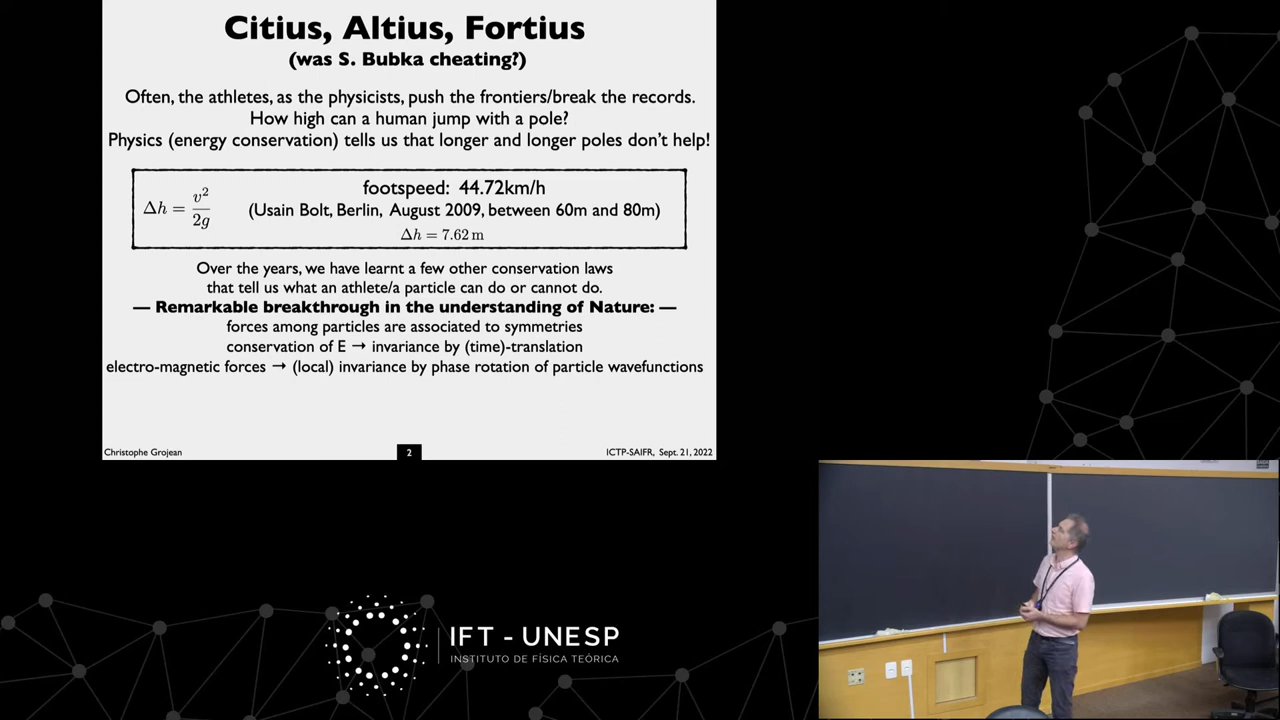 Citius, Altius, Fortius
(was S. Bubka cheating?)
Often, the athletes, as the physicists, push the frontiers/break the records.
How high can a human jump with a pole?
Physics (energy conservation) tells us that longer and longer poles don't help!
Δh = v²/2g
footspeed: 44.72km/h
(Usain Bolt, Berlin, August 2009, between 60m and 80m)
Δh = 7.62 m
Over the years, we have learnt a few other conservation laws
that tell us what an athlete/a particle can do or cannot do.
— Remarkable breakthrough in the understanding of Nature: —
forces among particles are associated to symmetries
conservation of E → invariance by (time)-translation
electro-magnetic forces → (local) invariance by phase rotation of particle wavefunctions
Christophe Grojean
2
ICTP-SAIFR, Sept. 21, 2022
IFT - UNESP
INSTITUTO DE FÍSICA TEÓRICA